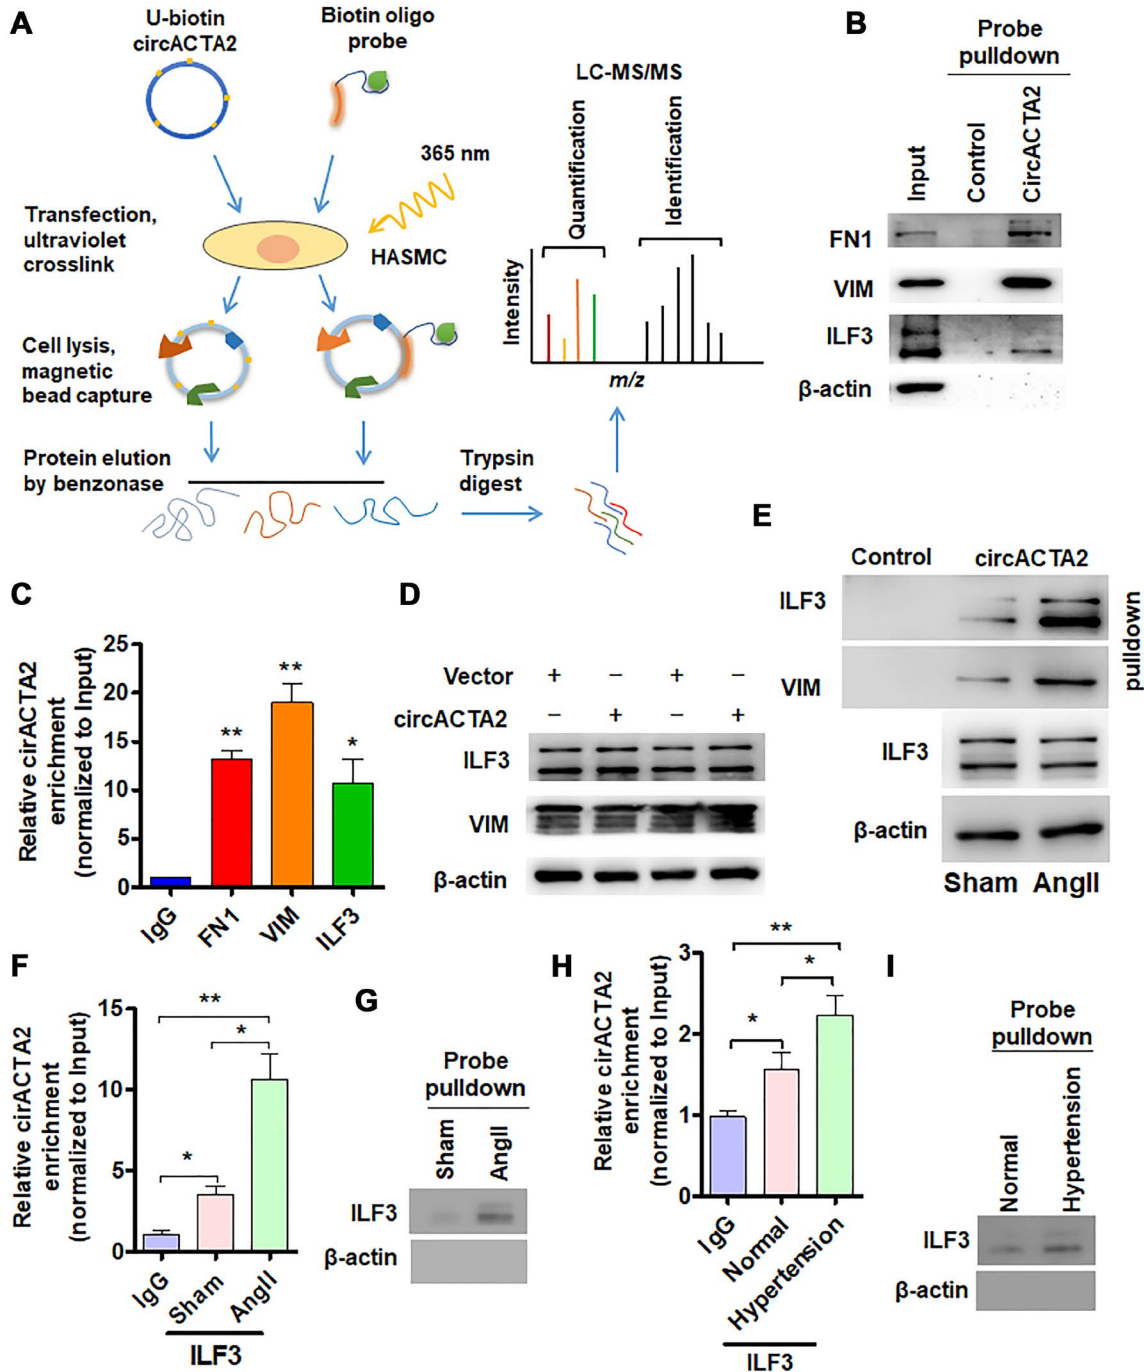 A
U-biotin
circACTA2
Biotin oligo
probe
365 nm
Transfection,
ultraviolet
crosslink
HASMC
Cell lysis,
magnetic
bead capture
Protein elution
by benzonase
Trypsin
digest
LC-MS/MS
Quantification
Identification
Intensity
m/z
B
Probe
pulldown
Input
Control
CircACTA2
FN1
VIM
ILF3
β-actin
C
Relative cirACTA2
enrichment
(normalized to Input)
25
20
15
10
5
0
**
**
*
IgG
FN1
VIM
ILF3
D
Vector + − + −
circACTA2 − + − +
ILF3
VIM
β-actin
E
Control circACTA2
ILF3
VIM
pulldown
ILF3
β-actin
Sham AngII
F
Relative cirACTA2
enrichment
(normalized to Input)
15
10
5
0
**
*
*
IgG
Sham
AngII
ILF3
G
Probe
pulldown
Sham
AngII
ILF3
β-actin
H
Relative cirACTA2
enrichment
(normalized to Input)
3
2
1
0
**
*
*
IgG
Normal
Hypertension
ILF3
I
Probe
pulldown
Normal
Hypertension
ILF3
β-actin